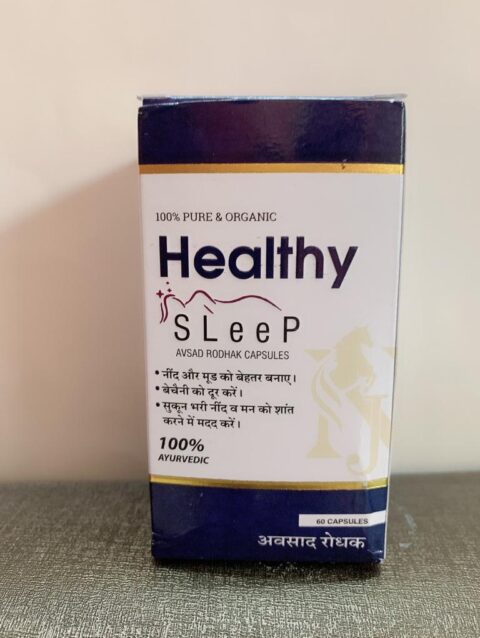 100% PURE & ORGANIC
Healthy
SLeeP
AVSAD RODHAK CAPSULES
• नींद और मूड को बेहतर बनाए।
• बेचैनी को दूर करें।
• सुकून भरी नींद व मन को शांत
करने में मदद करें।
100%
AYURVEDIC
60 CAPSULES
अवसाद रोधक